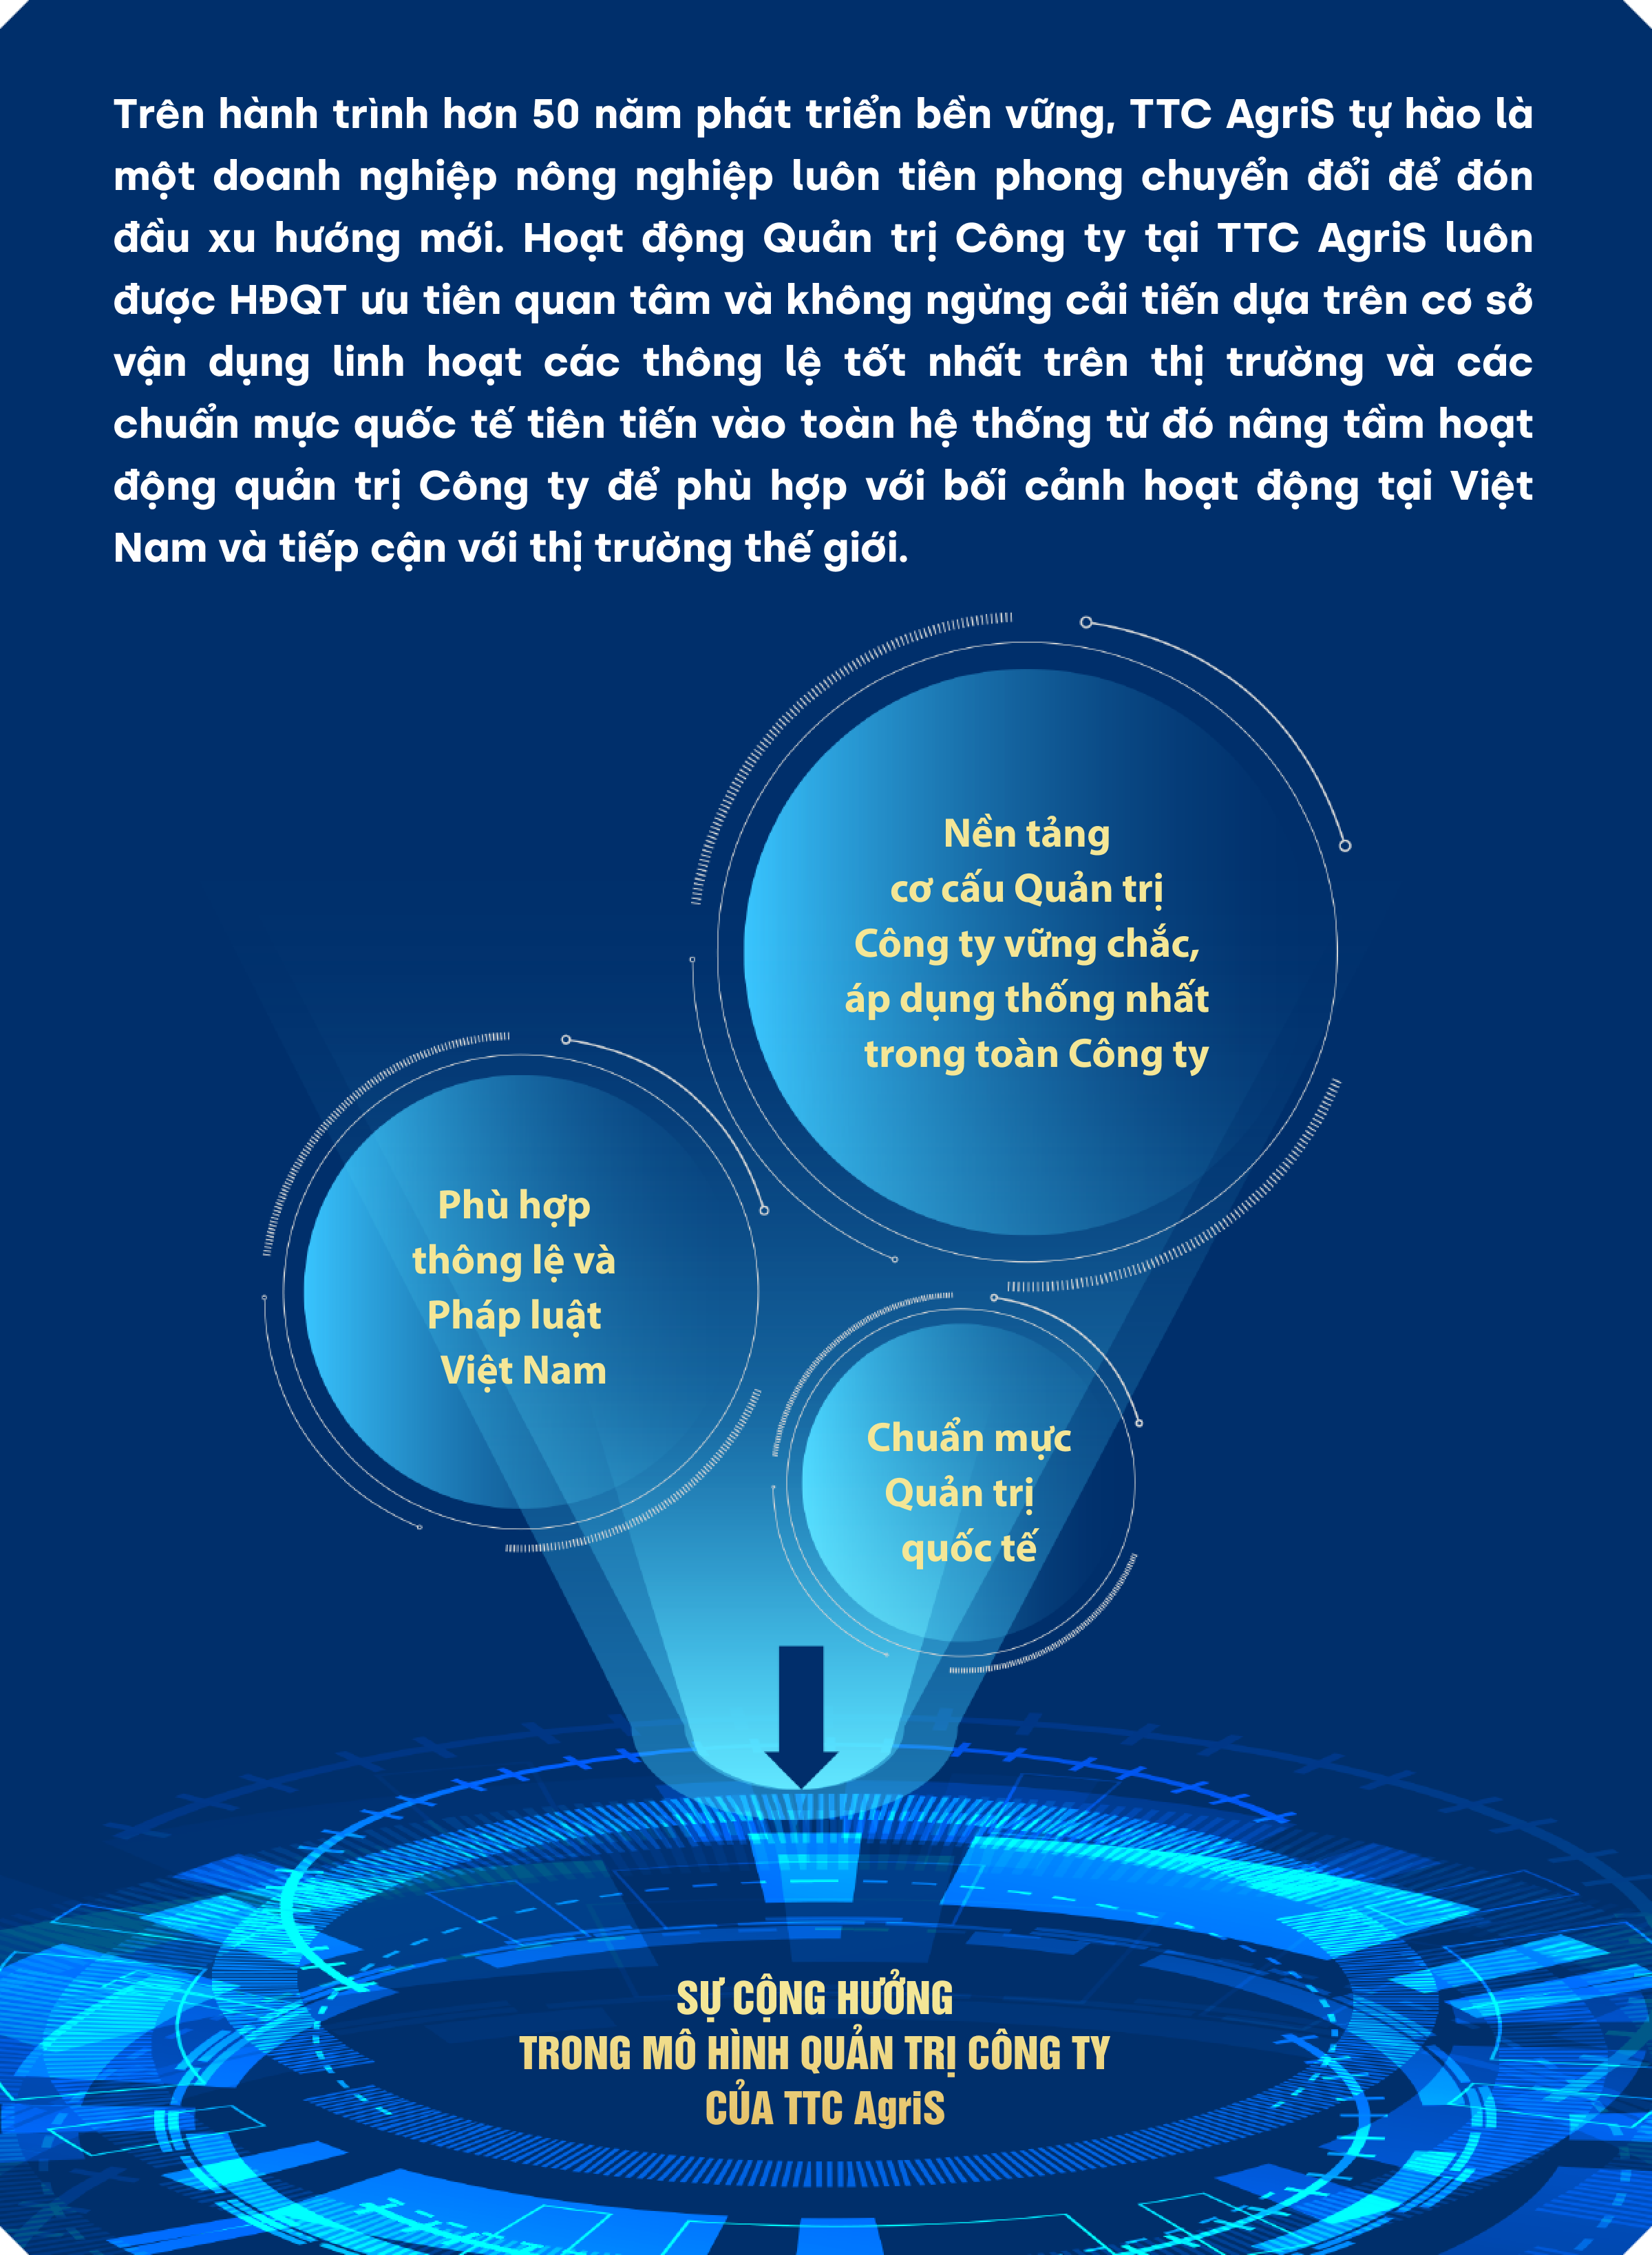 Trên hành trình hơn 50 năm phát triển bền vững, TTC AgriS tự hào là
một doanh nghiệp nông nghiệp luôn tiên phong chuyển đổi để đón
đầu xu hướng mới. Hoạt động Quản trị Công ty tại TTC AgriS luôn
được HĐQT ưu tiên quan tâm và không ngừng cải tiến dựa trên cơ sở
vận dụng linh hoạt các thông lệ tốt nhất trên thị trường và các
chuẩn mực quốc tế tiên tiến vào toàn hệ thống từ đó nâng tầm hoạt
động quản trị Công ty để phù hợp với bối cảnh hoạt động tại Việt
Nam và tiếp cận với thị trường thế giới.
Nền tảng
cơ cấu Quản trị
Công ty vững chắc,
áp dụng thống nhất
trong toàn Công ty
Phù hợp
thông lệ và
Pháp luật
Việt Nam
Chuẩn mực
Quản trị
quốc tế
SỰ CỘNG HƯỞNG
TRONG MÔ HÌNH QUẢN TRỊ CÔNG TY
CỦA TTC AgriS